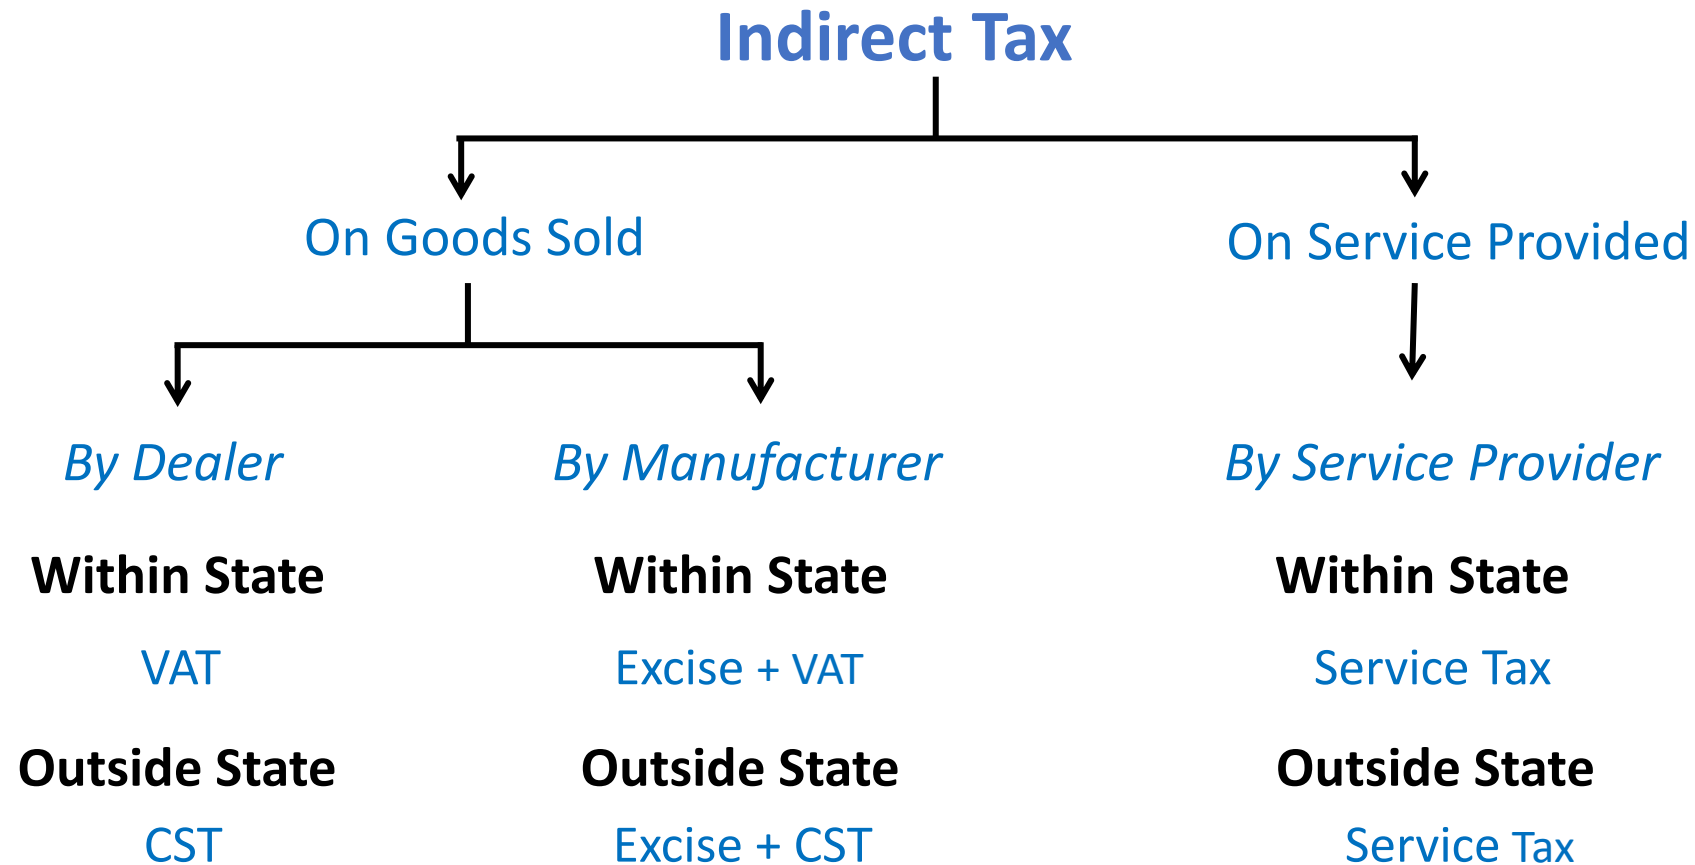 Indirect Tax
On Goods Sold
On Service Provided
By Dealer
By Manufacturer
By Service Provider
Within State
Within State
Within State
VAT
Excise + VAT
Service Tax
Outside State
Outside State
Outside State
CST
Excise + CST
Service Tax